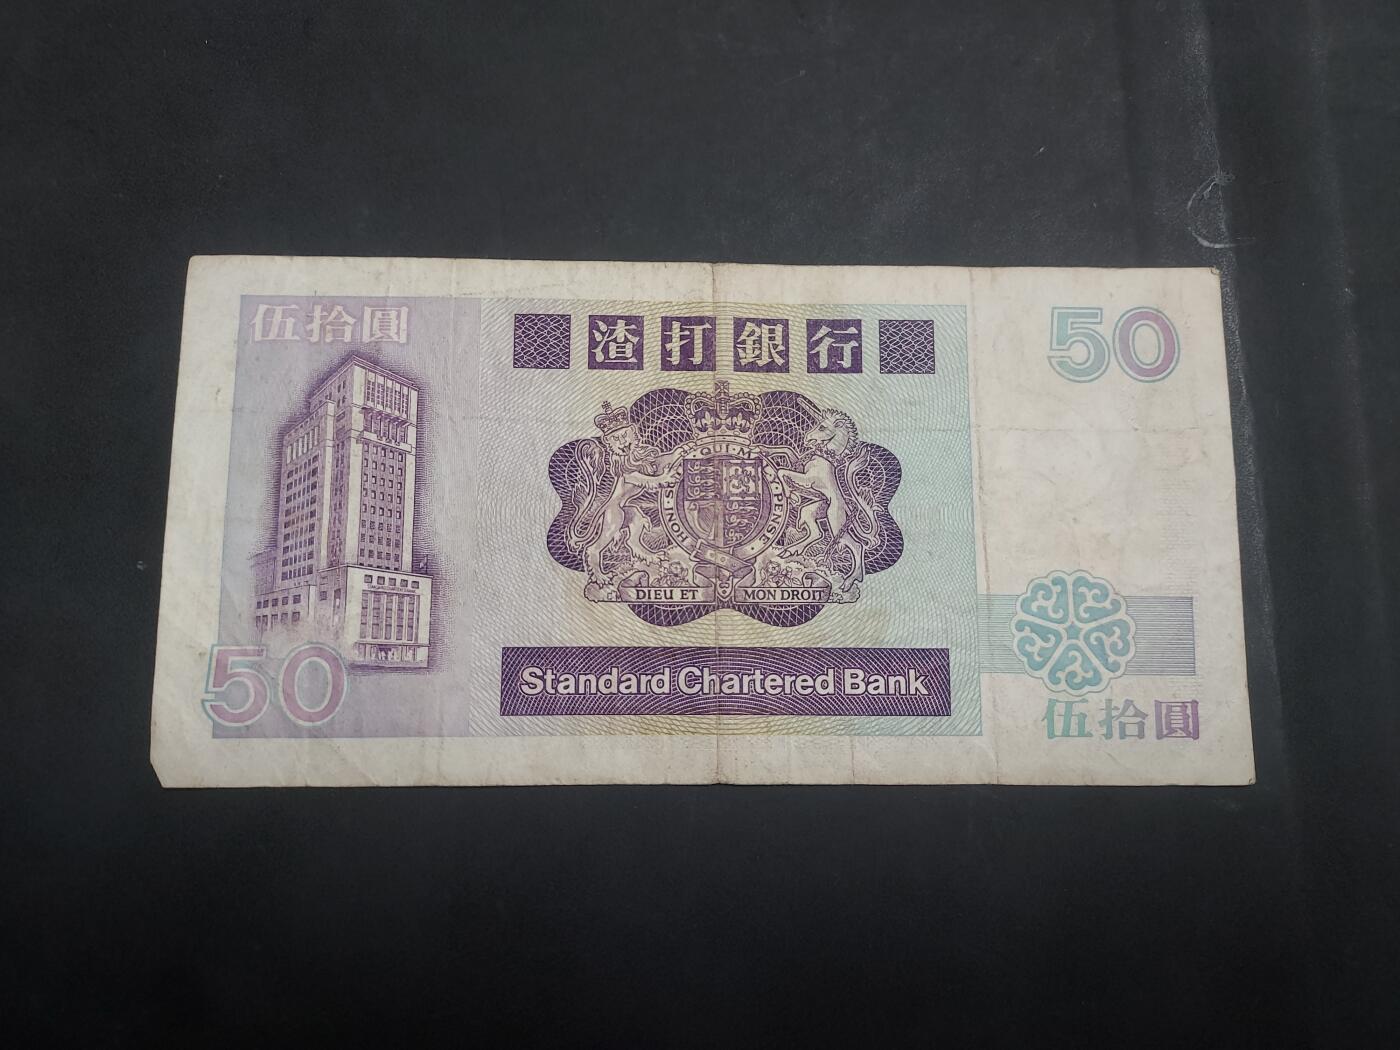 伍拾圓
渣打銀行
50
HONI SOIT QUI MAL Y PENSE
DIEU ET MON DROIT
50
Standard Chartered Bank
伍拾圓